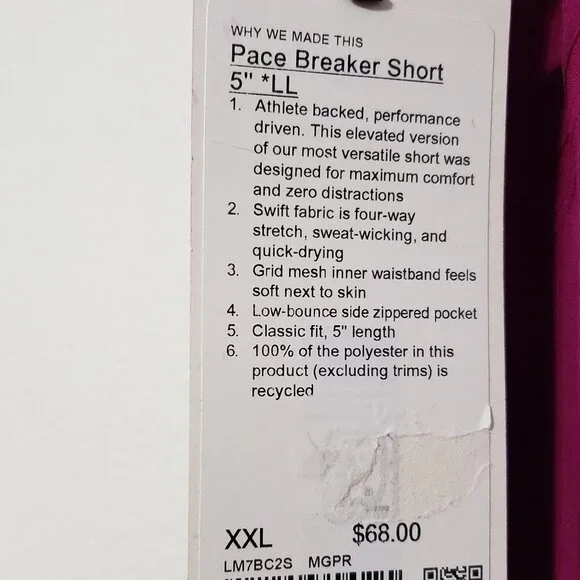 WHY WE MADE THIS
Pace Breaker Short
5" *LL
1. Athlete backed, performance
driven. This elevated version
of our most versatile short was
designed for maximum comfort
and zero distractions
2. Swift fabric is four-way
stretch, sweat-wicking, and
quick-drying
3. Grid mesh inner waistband feels
soft next to skin
4. Low-bounce side zippered pocket
5. Classic fit, 5" length
6. 100% of the polyester in this
product (excluding trims) is
recycled
XXL $68.00
LM7BC2S MGPR